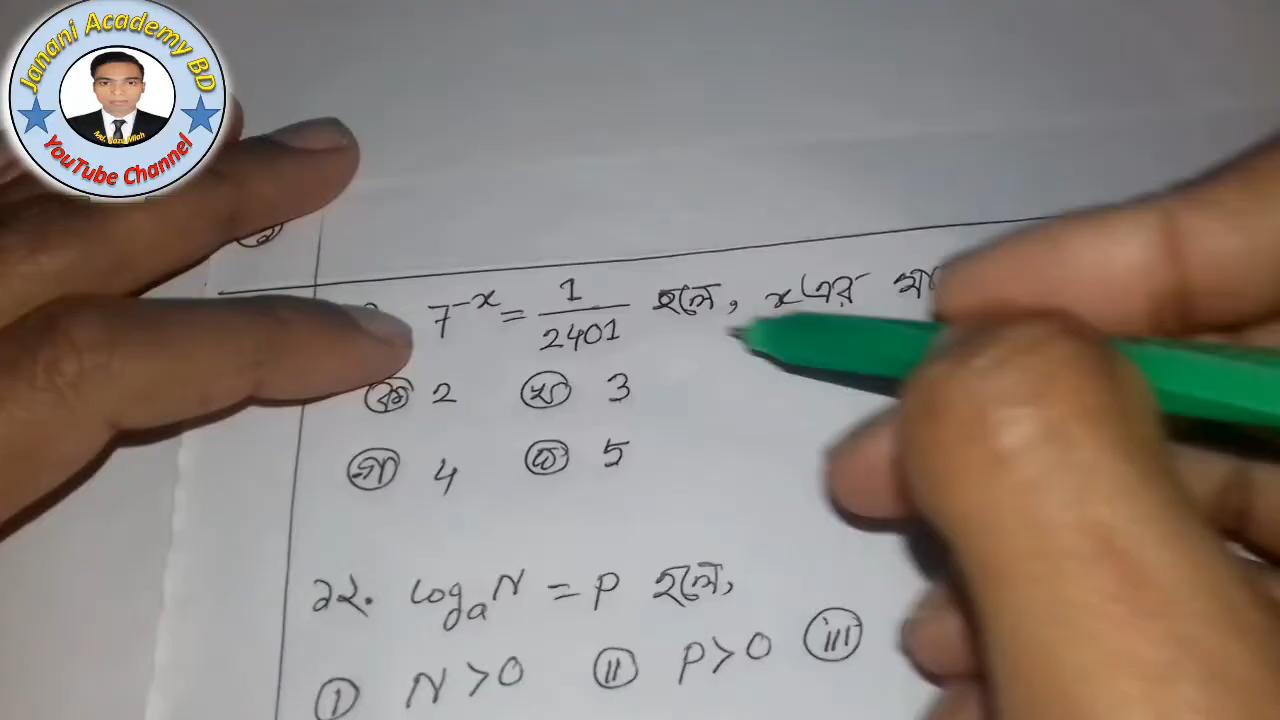 Janani Academy BD
YouTube Channel
7^-x = 1/2401 হলে, x এর
ক 2 খ 3
গ 4 ঘ 5
২২. log_a N = P হলে,
i N > 0 ii P > 0 iii